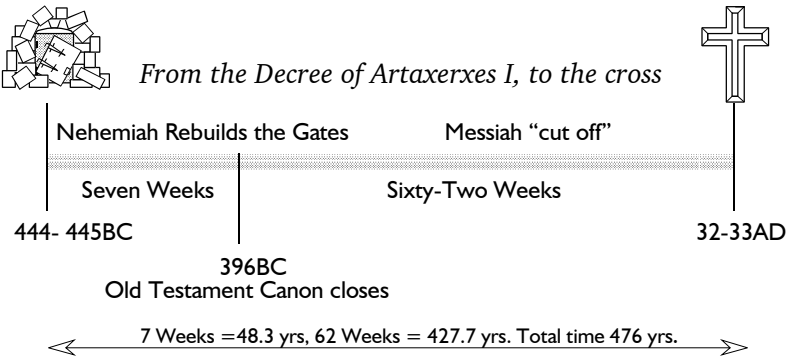 From the Decree of Artaxerxes I, to the cross
Nehemiah Rebuilds the Gates
Messiah “cut off”
Seven Weeks
Sixty-Two Weeks
444- 445BC
32-33AD
396BC
Old Testament Canon closes
7 Weeks =48.3 yrs, 62 Weeks = 427.7 yrs. Total time 476 yrs.